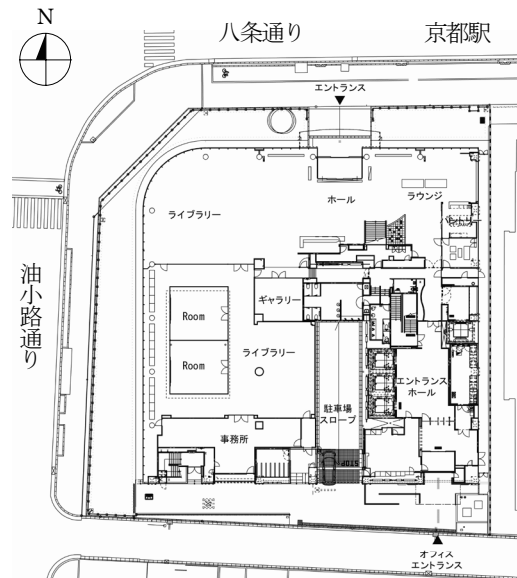 N
八条通り
京都駅
エントランス
ホール
ラウンジ
ライブラリー
油小路通り
ギャラリー
Room
ライブラリー
Room
エントランス
ホール
駐車場
スロープ
事務所
STOP
オフィス
エントランス